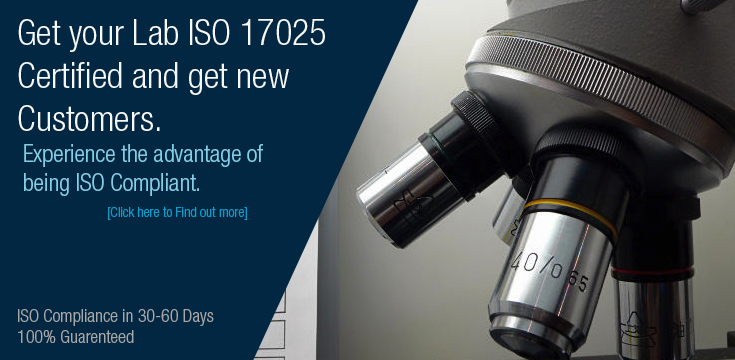 Get your Lab ISO 17025
Certified and get new
Customers.
Experience the advantage of
being ISO Compliant.
[Click here to Find out more]
ISO Compliance in 30-60 Days
100% Guarenteed
40/0 65